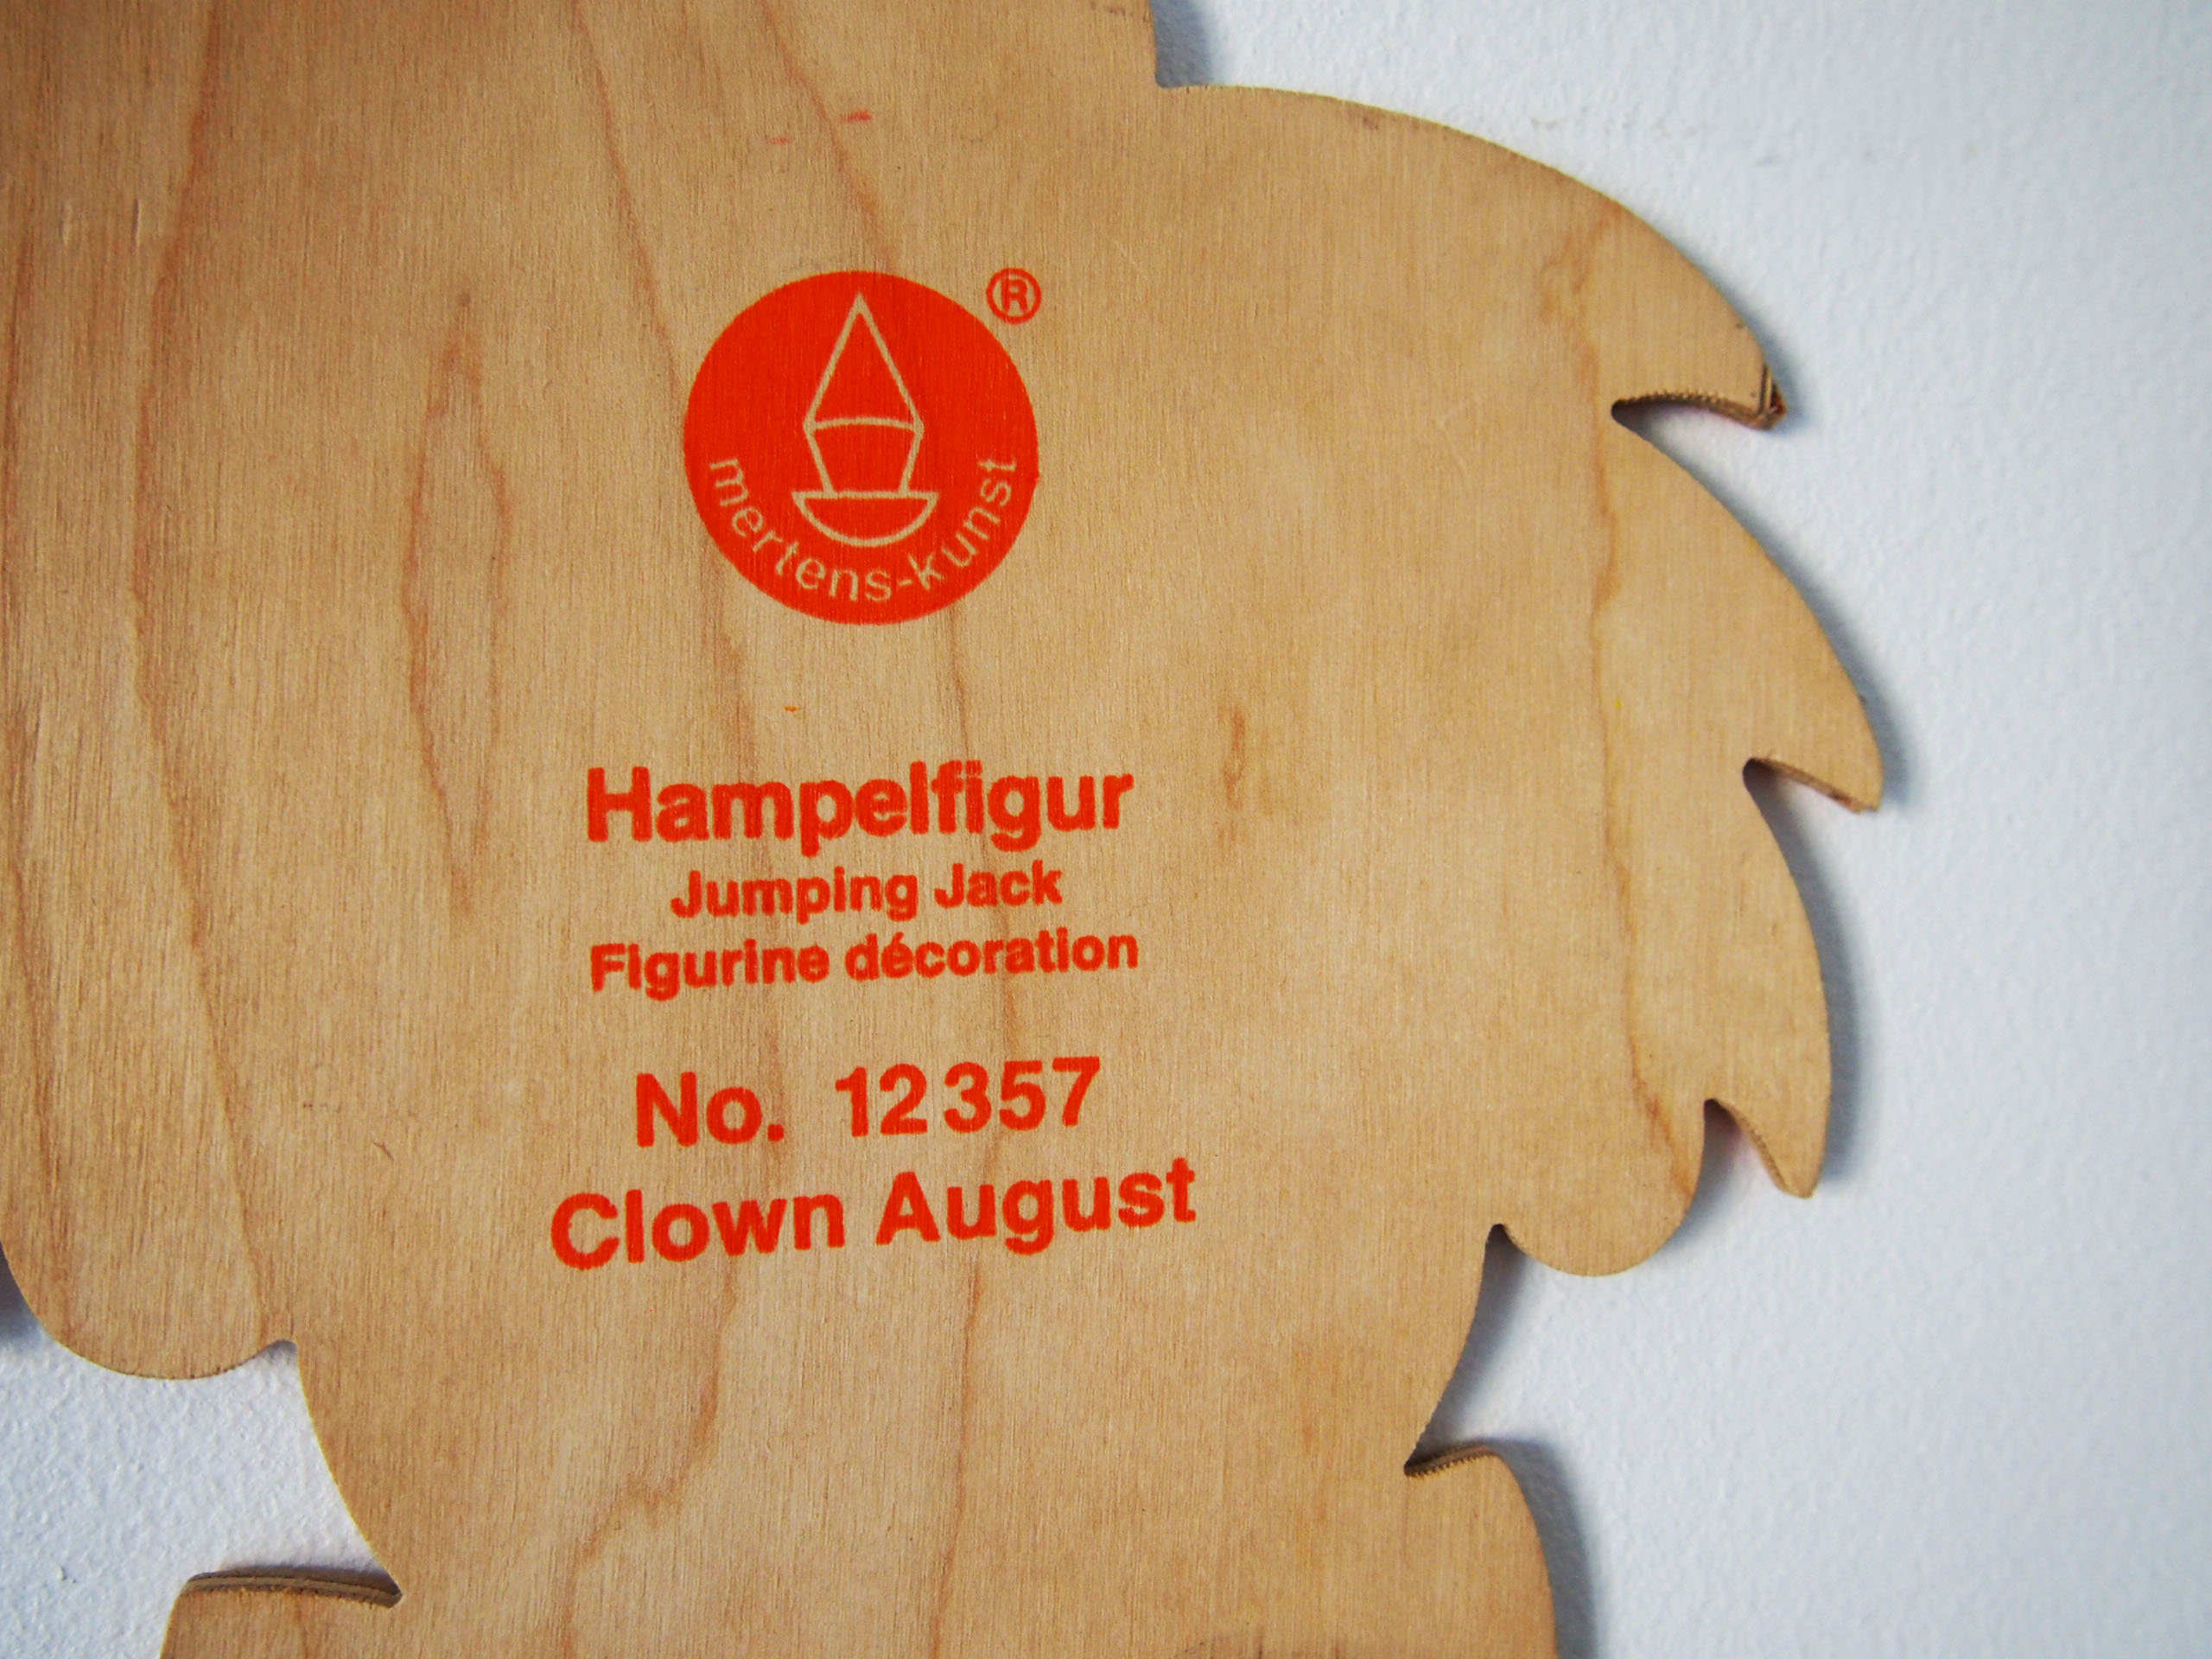 ®
mertens-kunst
Hampelfigur
Jumping Jack
Figurine décoration
No. 12357
Clown August